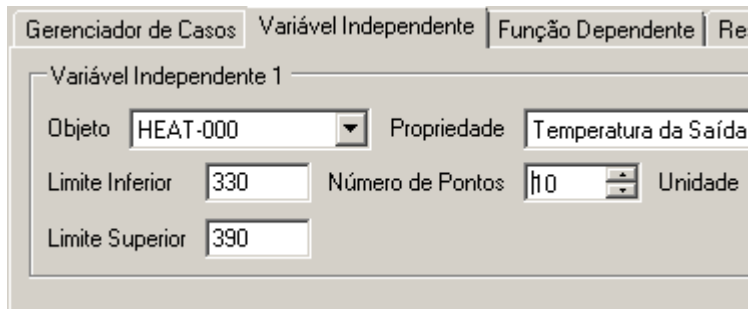 Gerenciador de Casos Variável Independente Função Dependente Re
Variável Independente 1
Objeto HEAT-000 Propriedade Temperatura da Saída
Limite Inferior 330 Número de Pontos 10 Unidade
Limite Superior 390